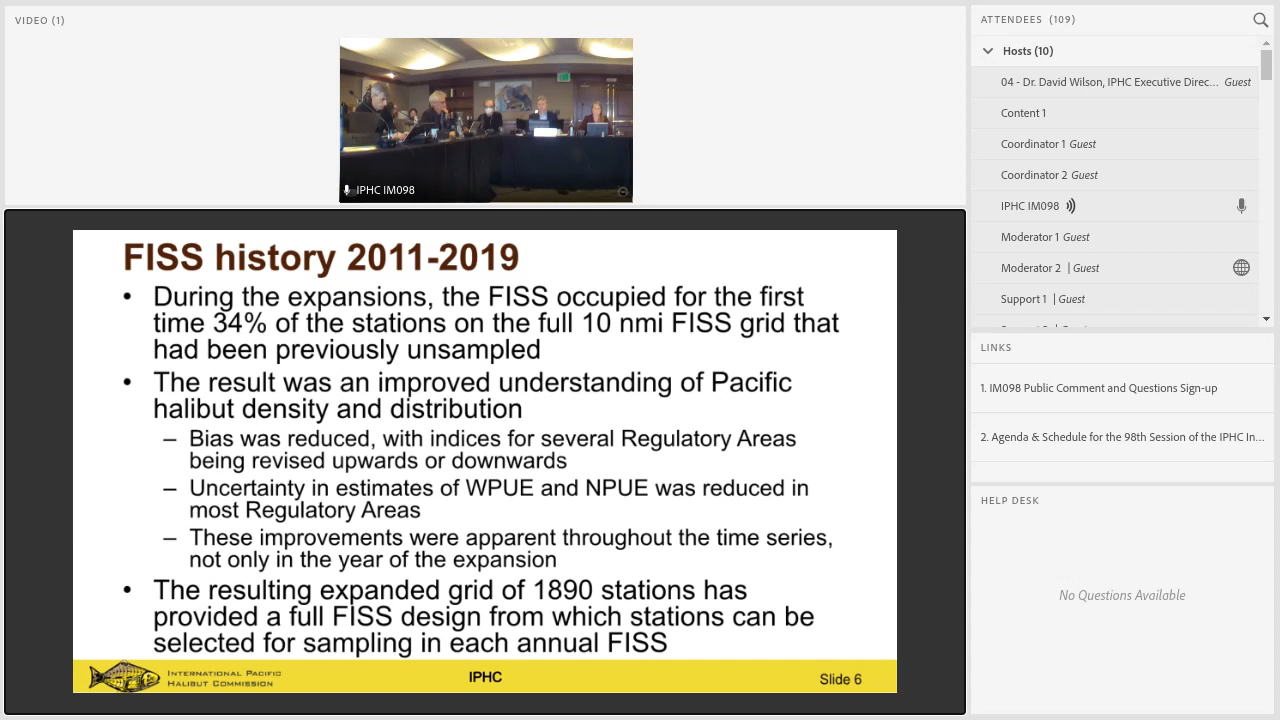 VIDEO (1)
IPHC IM098
FISS history 2011-2019
• During the expansions, the FISS occupied for the first
time 34% of the stations on the full 10 nmi FISS grid that
had been previously unsampled
• The result was an improved understanding of Pacific
halibut density and distribution
– Bias was reduced, with indices for several Regulatory Areas
being revised upwards or downwards
– Uncertainty in estimates of WPUE and NPUE was reduced in
most Regulatory Areas
– These improvements were apparent throughout the time series,
not only in the year of the expansion
• The resulting expanded grid of 1890 stations has
provided a full FISS design from which stations can be
selected for sampling in each annual FISS
INTERNATIONAL PACIFIC
HALIBUT COMMISSION
IPHC
Slide 6
ATTENDEES (109)
Hosts (10)
04 - Dr. David Wilson, IPHC Executive Direc... Guest
Content 1
Coordinator 1 Guest
Coordinator 2 Guest
IPHC IM098
Moderator 1 Guest
Moderator 2 | Guest
Support 1 | Guest
LINKS
1. IM098 Public Comment and Questions Sign-up
2. Agenda & Schedule for the 98th Session of the IPHC In...
HELP DESK
No Questions Available